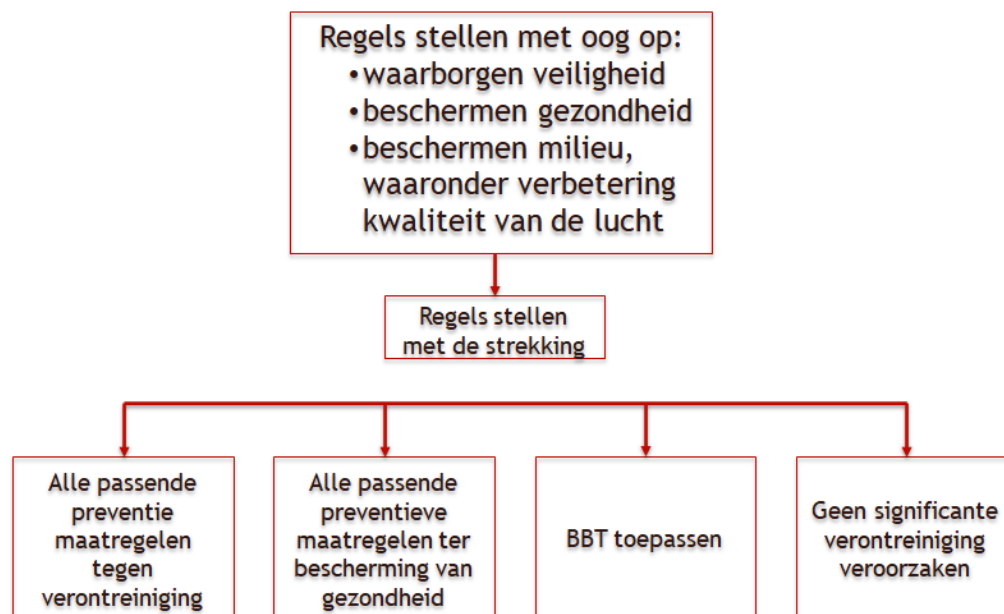 Regels stellen met oog op:
•waarborgen veiligheid
•beschermen gezondheid
•beschermen milieu,
waaronder verbetering
kwaliteit van de lucht
Regels stellen
met de strekking
Alle passende
preventie
maatregelen
tegen
verontreiniging
Alle passende
preventieve
maatregelen ter
bescherming van
gezondheid
BBT toepassen
Geen significante
verontreiniging
veroorzaken